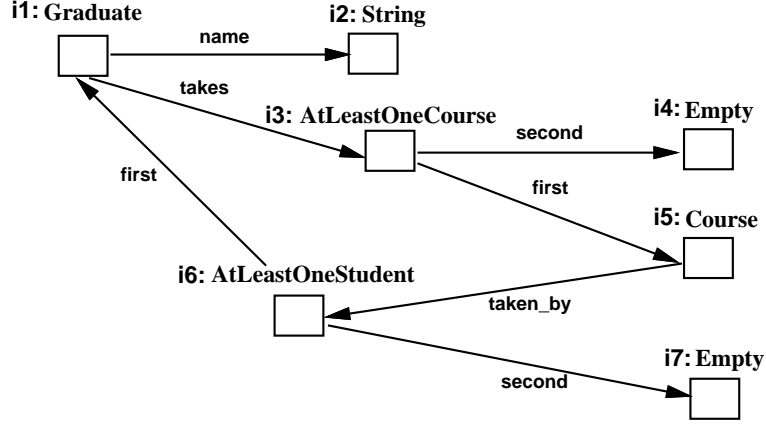 i1: Graduate
i2: String
name
takes
i3: AtLeastOneCourse
second
i4: Empty
first
first
i5: Course
i6: AtLeastOneStudent
taken_by
i7: Empty
second